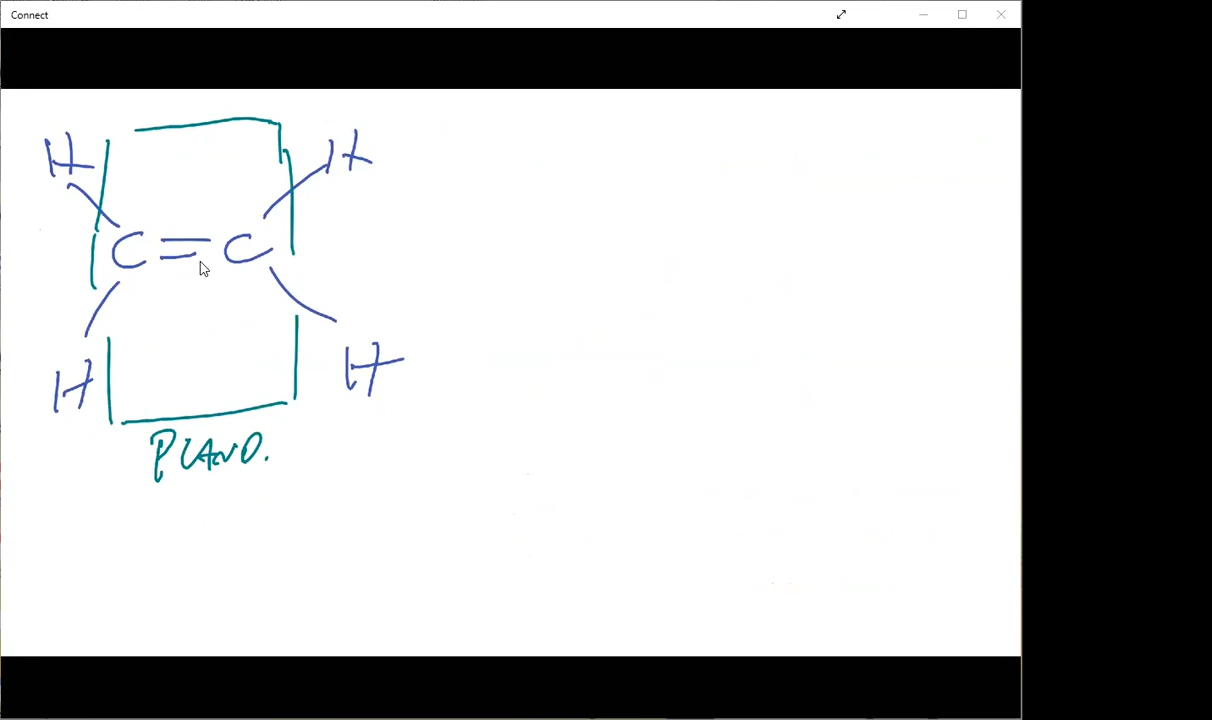 Connect
H H
C = C
H H
PLANO.